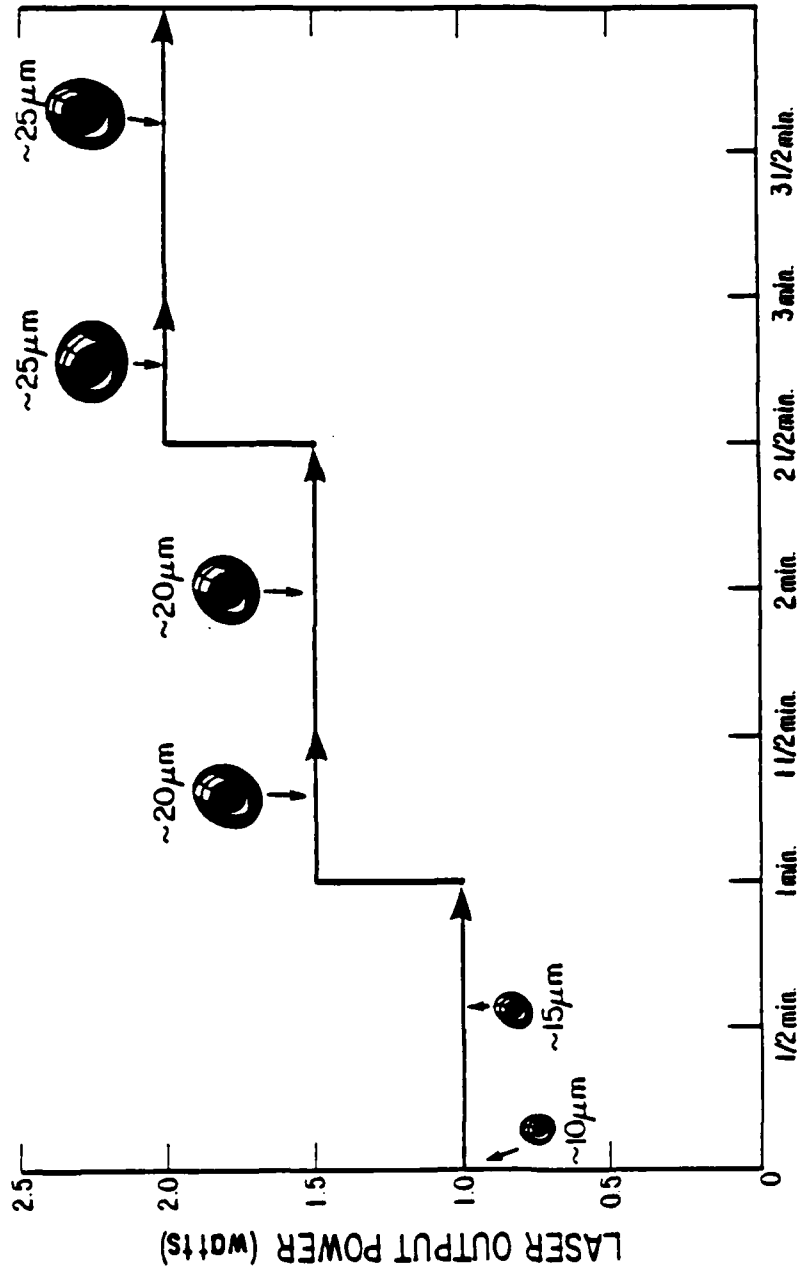 LASER OUTPUT POWER (watts)
2.5
2.0
1.5
1.0
0.5
0
~10μm
~15μm
~20μm
~20μm
~25μm
~25μm
1/2 min.
1 min.
1 1/2 min.
2 min.
2 1/2 min.
3 min.
3 1/2 min.